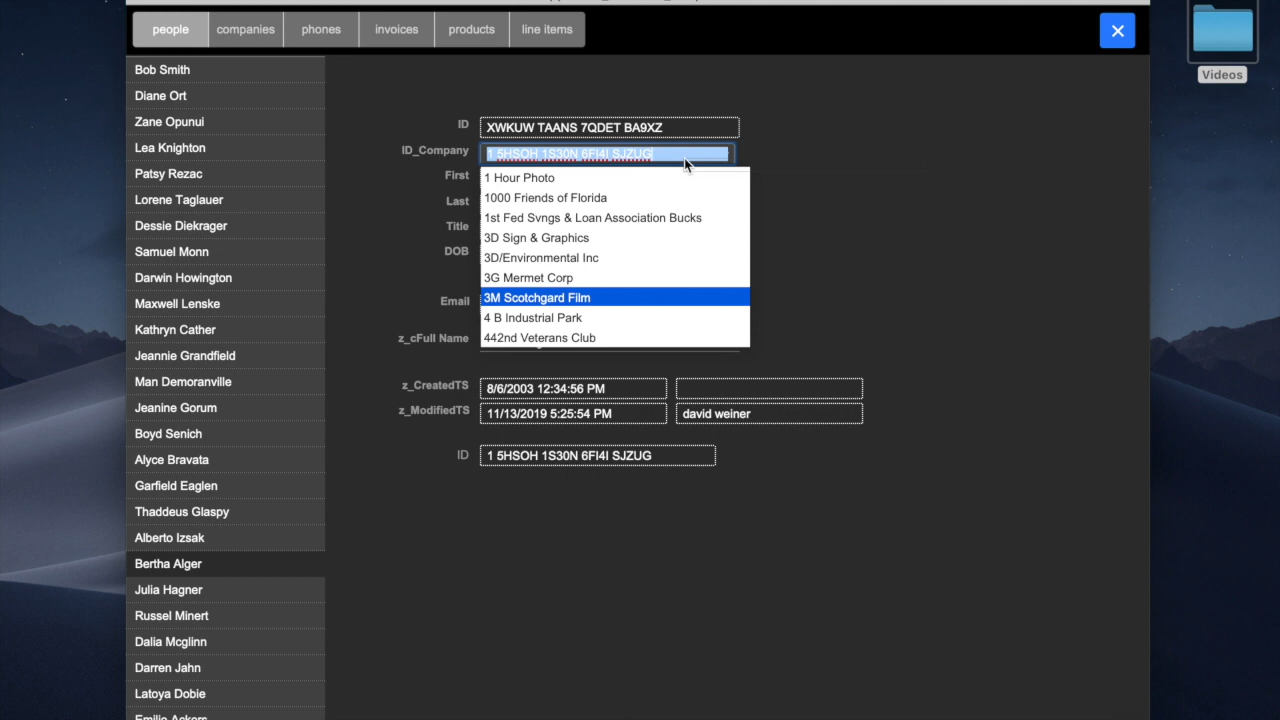 people companies phones invoices products line items
Videos
Bob Smith
Diane Ort
Zane Opunui
Lea Knighton
Patsy Rezac
Lorene Taglauer
Dessie Diekrager
Samuel Monn
Darwin Howington
Maxwell Lenske
Kathryn Cather
Jeannie Grandfield
Man Demoranville
Jeanine Gorum
Boyd Senich
Alyce Bravata
Garfield Eaglen
Thaddeus Glaspy
Alberto Izsak
Bertha Alger
Julia Hagner
Russel Minert
Dalia Mcglinn
Darren Jahn
Latoya Dobie
Emilio Ackers
ID XWKUW TAANS 7QDET BA9XZ
ID_Company 1 5HSOH 1S30N 6FI4I SJZUG
First
Last
Title
DOB
Email
z_cFull Name
1 Hour Photo
1000 Friends of Florida
1st Fed Svngs & Loan Association Bucks
3D Sign & Graphics
3D/Environmental Inc
3G Mermet Corp
3M Scotchgard Film
4 B Industrial Park
442nd Veterans Club
z_CreatedTS 8/6/2003 12:34:56 PM
z_ModifiedTS 11/13/2019 5:25:54 PM david weiner
ID 1 5HSOH 1S30N 6FI4I SJZUG